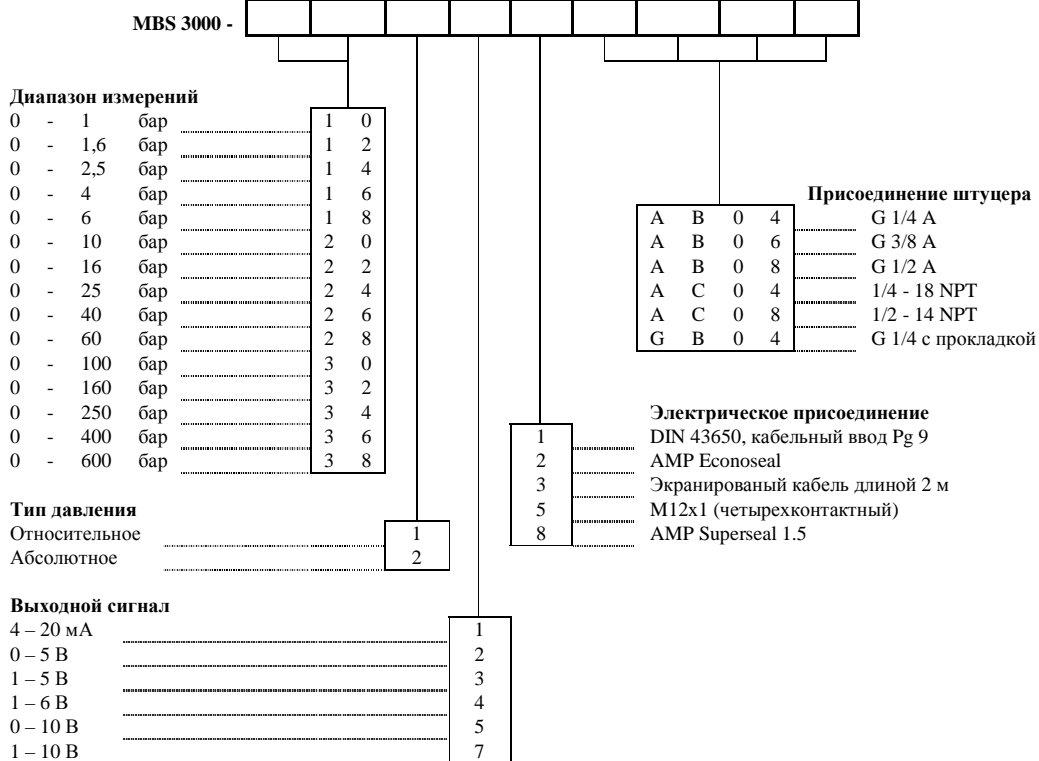 MBS 3000 -
Диапазон измерений
0 - 1 бар 1 0
0 - 1,6 бар 1 2
0 - 2,5 бар 1 4
0 - 4 бар 1 6
0 - 6 бар 1 8
0 - 10 бар 2 0
0 - 16 бар 2 2
0 - 25 бар 2 4
0 - 40 бар 2 6
0 - 60 бар 2 8
0 - 100 бар 3 0
0 - 160 бар 3 2
0 - 250 бар 3 4
0 - 400 бар 3 6
0 - 600 бар 3 8
Присоединение штуцера
A B 0 4 G 1/4 A
A B 0 6 G 3/8 A
A B 0 8 G 1/2 A
A C 0 4 1/4 - 18 NPT
A C 0 8 1/2 - 14 NPT
G B 0 4 G 1/4 с прокладкой
Электрическое присоединение
1 DIN 43650, кабельный ввод Pg 9
2 AMP Econoseal
3 Экранированый кабель длиной 2 м
5 M12x1 (четырехконтактный)
8 AMP Superseal 1.5
Тип давления
Относительное 1
Абсолютное 2
Выходной сигнал
4 – 20 мА 1
0 – 5 В 2
1 – 5 В 3
1 – 6 В 4
0 – 10 В 5
1 – 10 В 7